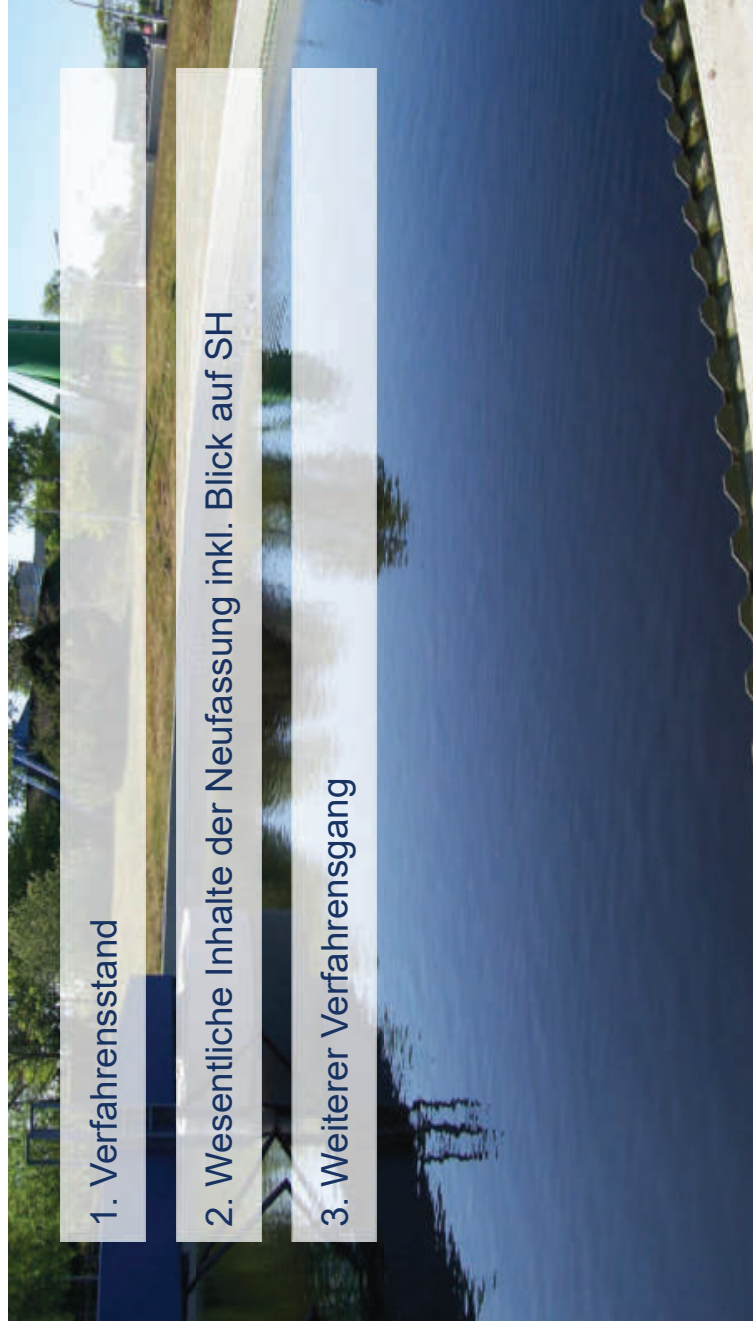 1. Verfahrensstand
2. Wesentliche Inhalte der Neufassung inkl. Blick auf SH
3. Weiterer Verfahrensgang